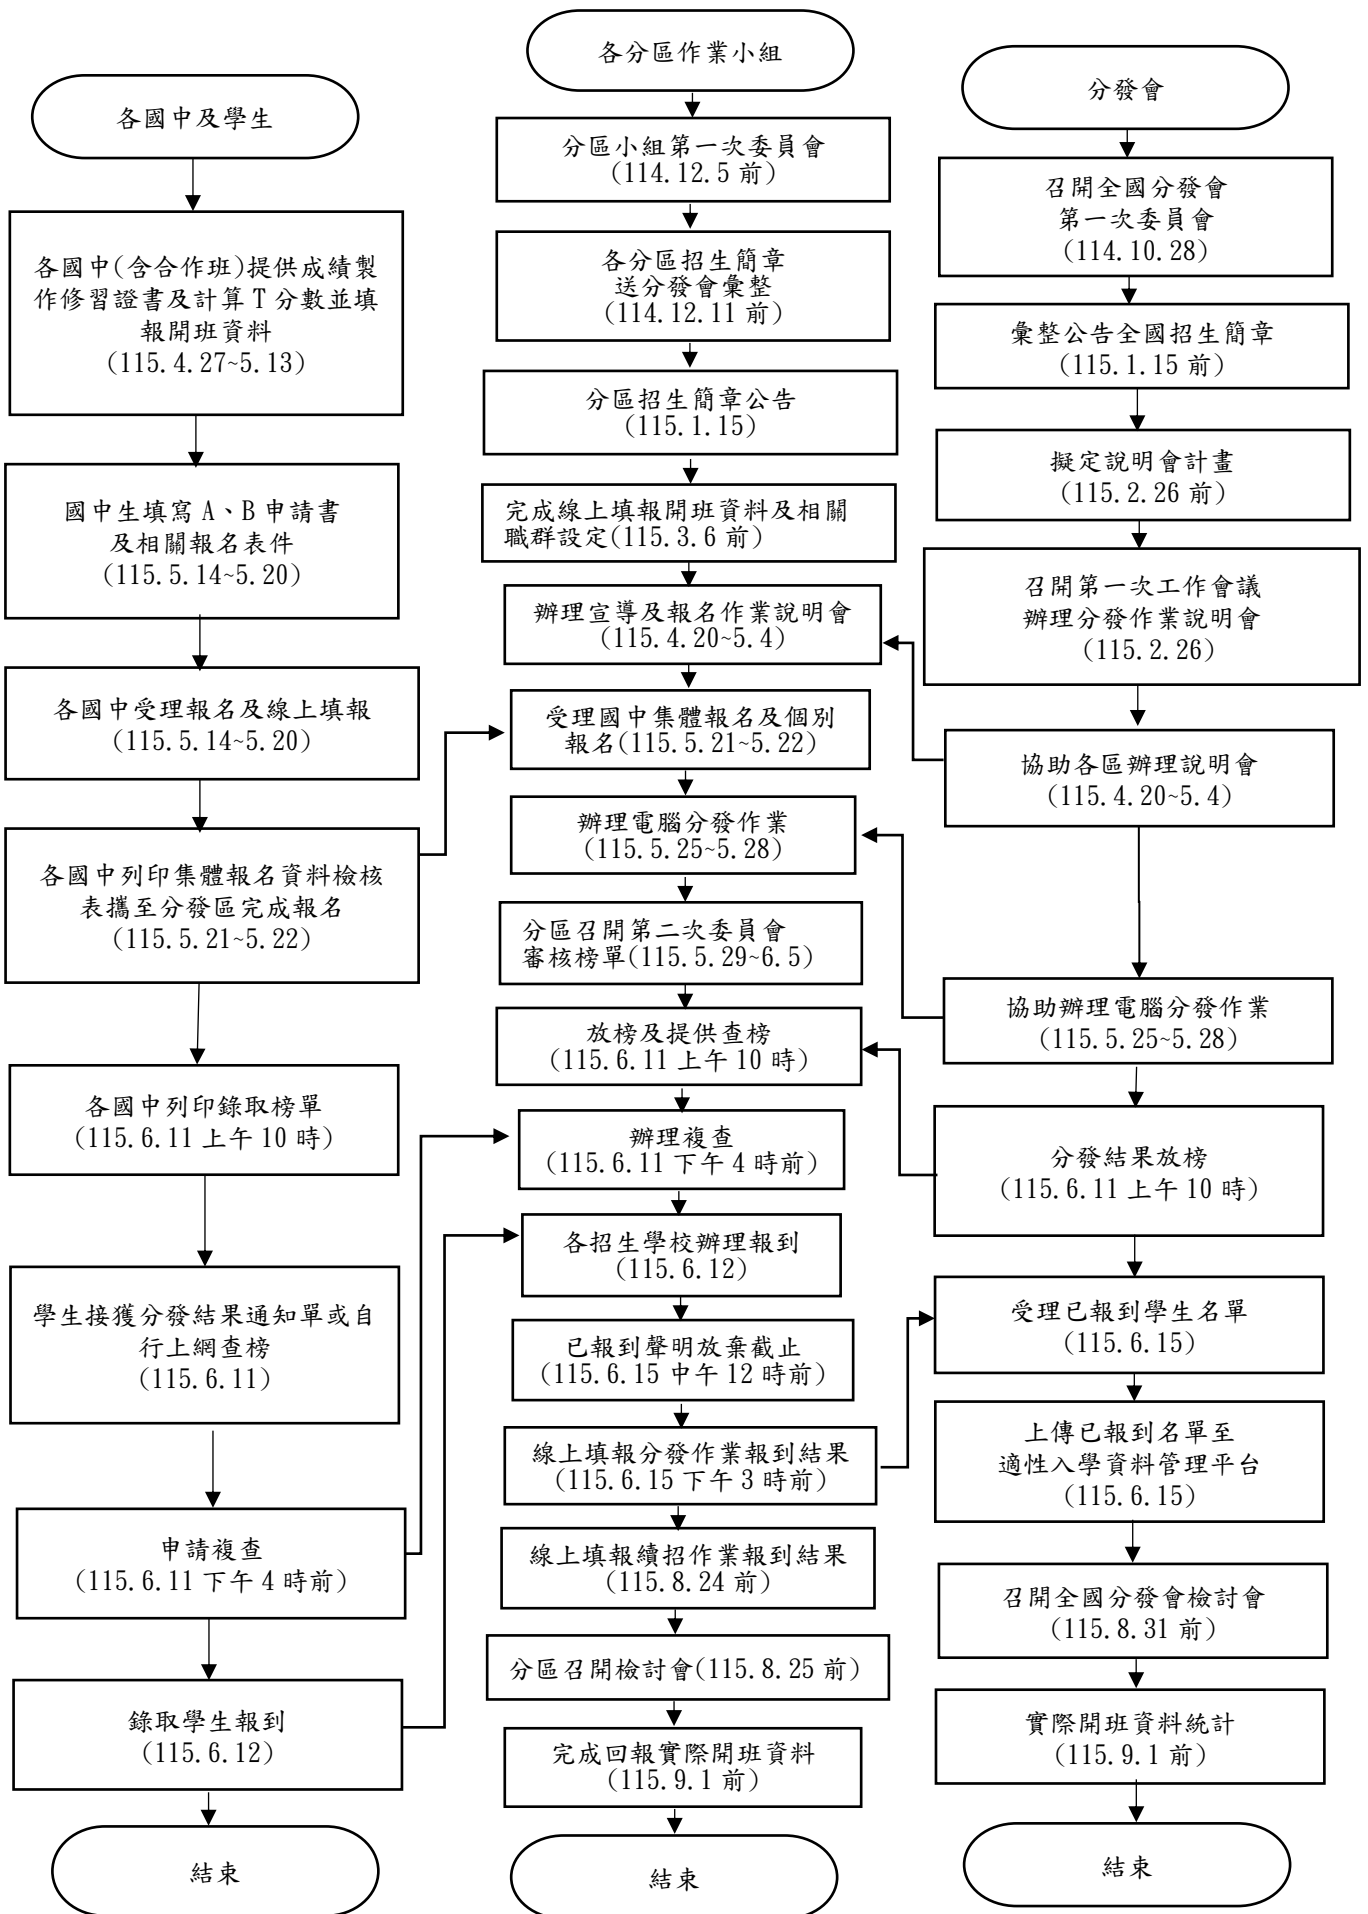 各國中及學生
各國中(含合作班)提供成績製
作修習證書及計算 T 分數並填
報開班資料
(115.4.27~5.13)
國中生填寫 A、B 申請書
及相關報名表件
(115.5.14~5.20)
各國中受理報名及線上填報
(115.5.14~5.20)
各國中列印集體報名資料檢核
表攜至分發區完成報名
(115.5.21~5.22)
各國中列印錄取榜單
(115.6.11 上午 10 時)
學生接獲分發結果通知單或自
行上網查榜
(115.6.11)
申請複查
(115.6.11 下午 4 時前)
錄取學生報到
(115.6.12)
結束
各分區作業小組
分區小組第一次委員會
(114.12.5 前)
各分區招生簡章
送分發會彙整
(114.12.11 前)
分區招生簡章公告
(115.1.15)
完成線上填報開班資料及相關
職群設定(115.3.6 前)
辦理宣導及報名作業說明會
(115.4.20~5.4)
受理國中集體報名及個別
報名(115.5.21~5.22)
辦理電腦分發作業
(115.5.25~5.28)
分區召開第二次委員會
審核榜單(115.5.29~6.5)
放榜及提供查榜
(115.6.11 上午 10 時)
辦理複查
(115.6.11 下午 4 時前)
各招生學校辦理報到
(115.6.12)
已報到聲明放棄截止
(115.6.15 中午 12 時前)
線上填報分發作業報到結果
(115.6.15 下午 3 時前)
線上填報續招作業報到結果
(115.8.24 前)
分區召開檢討會(115.8.25 前)
完成回報實際開班資料
(115.9.1 前)
結束
分發會
召開全國分發會
第一次委員會
(114.10.28)
彙整公告全國招生簡章
(115.1.15 前)
擬定說明會計畫
(115.2.26 前)
召開第一次工作會議
辦理分發作業說明會
(115.2.26)
協助各區辦理說明會
(115.4.20~5.4)
協助辦理電腦分發作業
(115.5.25~5.28)
分發結果放榜
(115.6.11 上午 10 時)
受理已報到學生名單
(115.6.15)
上傳已報到名單至
適性入學資料管理平台
(115.6.15)
召開全國分發會檢討會
(115.8.31 前)
實際開班資料統計
(115.9.1 前)
結束